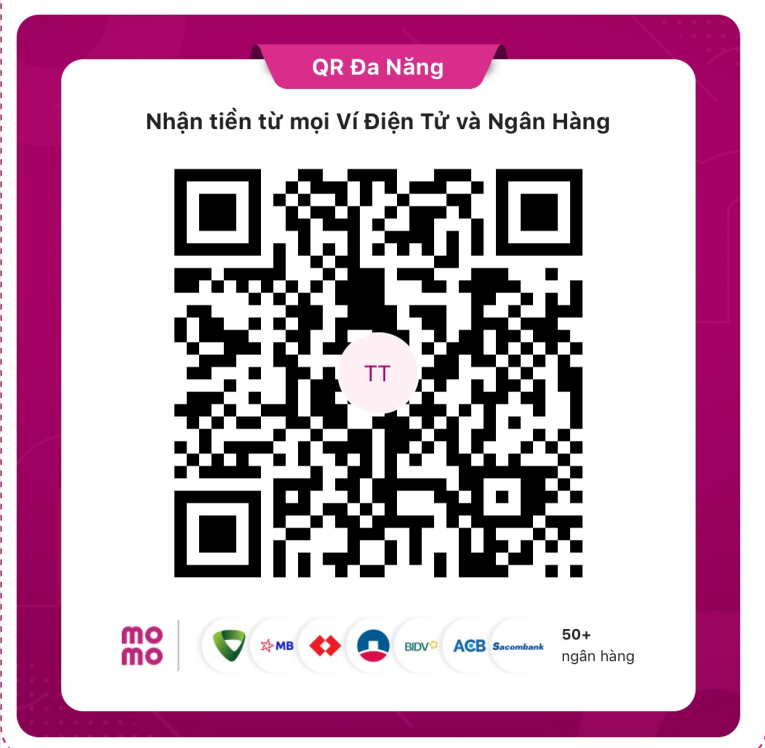 QR Đa Năng
Nhận tiền từ mọi Ví Điện Tử và Ngân Hàng
TT
mo
mo
MB
BIDV
ACB
Sacombank
50+
ngân hàng